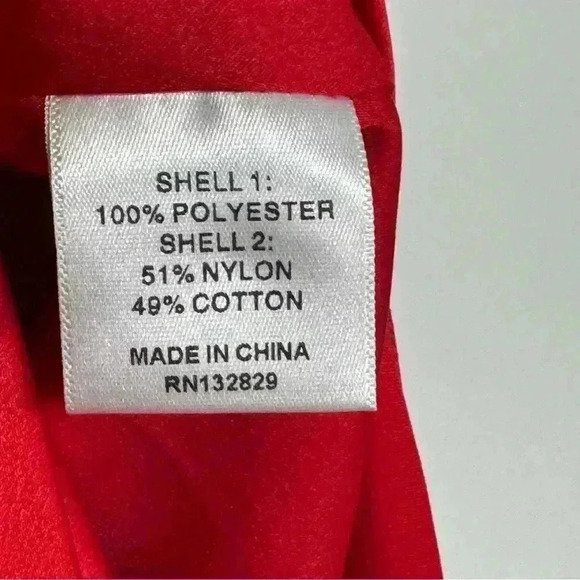 SHELL 1:
100% POLYESTER
SHELL 2:
51% NYLON
49% COTTON
MADE IN CHINA
RN132829